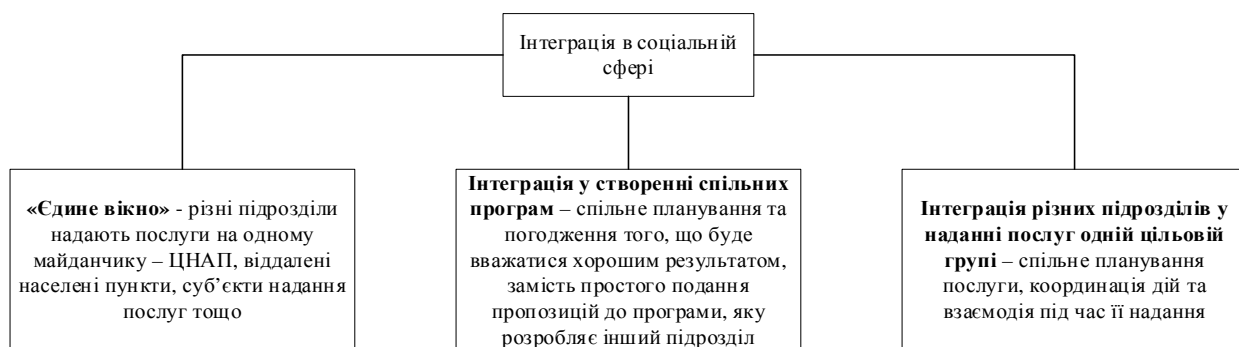 Інтеграція в соціальній
сфері
«Єдине вікно» - різні підрозділи
надають послуги на одному
майданчику – ЦНАП, віддалені
населені пункти, суб’єкти надання
послуг тощо
Інтеграція у створенні спільних
програм – спільне планування та
погодження того, що буде
вважатися хорошим результатом,
замість простого подання
пропозицій до програми, яку
розробляє інший підрозділ
Інтеграція різних підрозділів у
наданні послуг одній цільовій
групі – спільне планування
послуги, координація дій та
взаємодія під час її надання